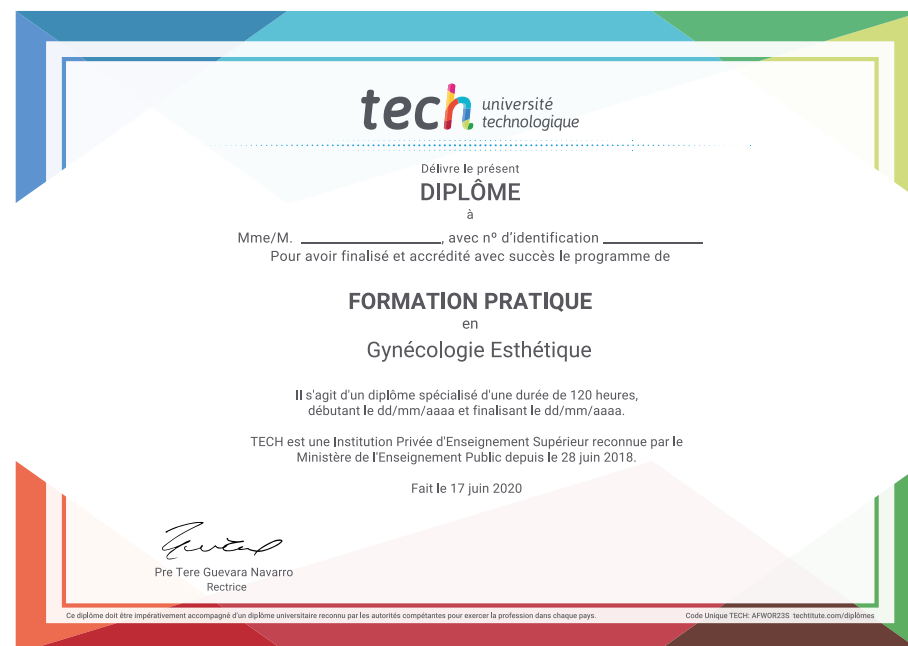 tech université
technologique
Délivre le présent
DIPLÔME
à
Mme/M. ____________, avec nº d'identification ____________
Pour avoir finalisé et accrédité avec succès le programme de
FORMATION PRATIQUE
en
Gynécologie Esthétique
Il s'agit d'un diplôme spécialisé d'une durée de 120 heures,
débutant le dd/mm/aaaa et finalisant le dd/mm/aaaa.
TECH est une Institution Privée d'Enseignement Supérieur reconnue par le
Ministère de l'Enseignement Public depuis le 28 juin 2018.
Fait le 17 juin 2020
Pre Tere Guevara Navarro
Rectrice
Ce diplôme doit être impérativement accompagné d'un diplôme universitaire reconnu par les autorités compétantes pour exercer la profession dans chaque pays.
Code Unique TECH: AFWOR23S techtitute.com/diplômes